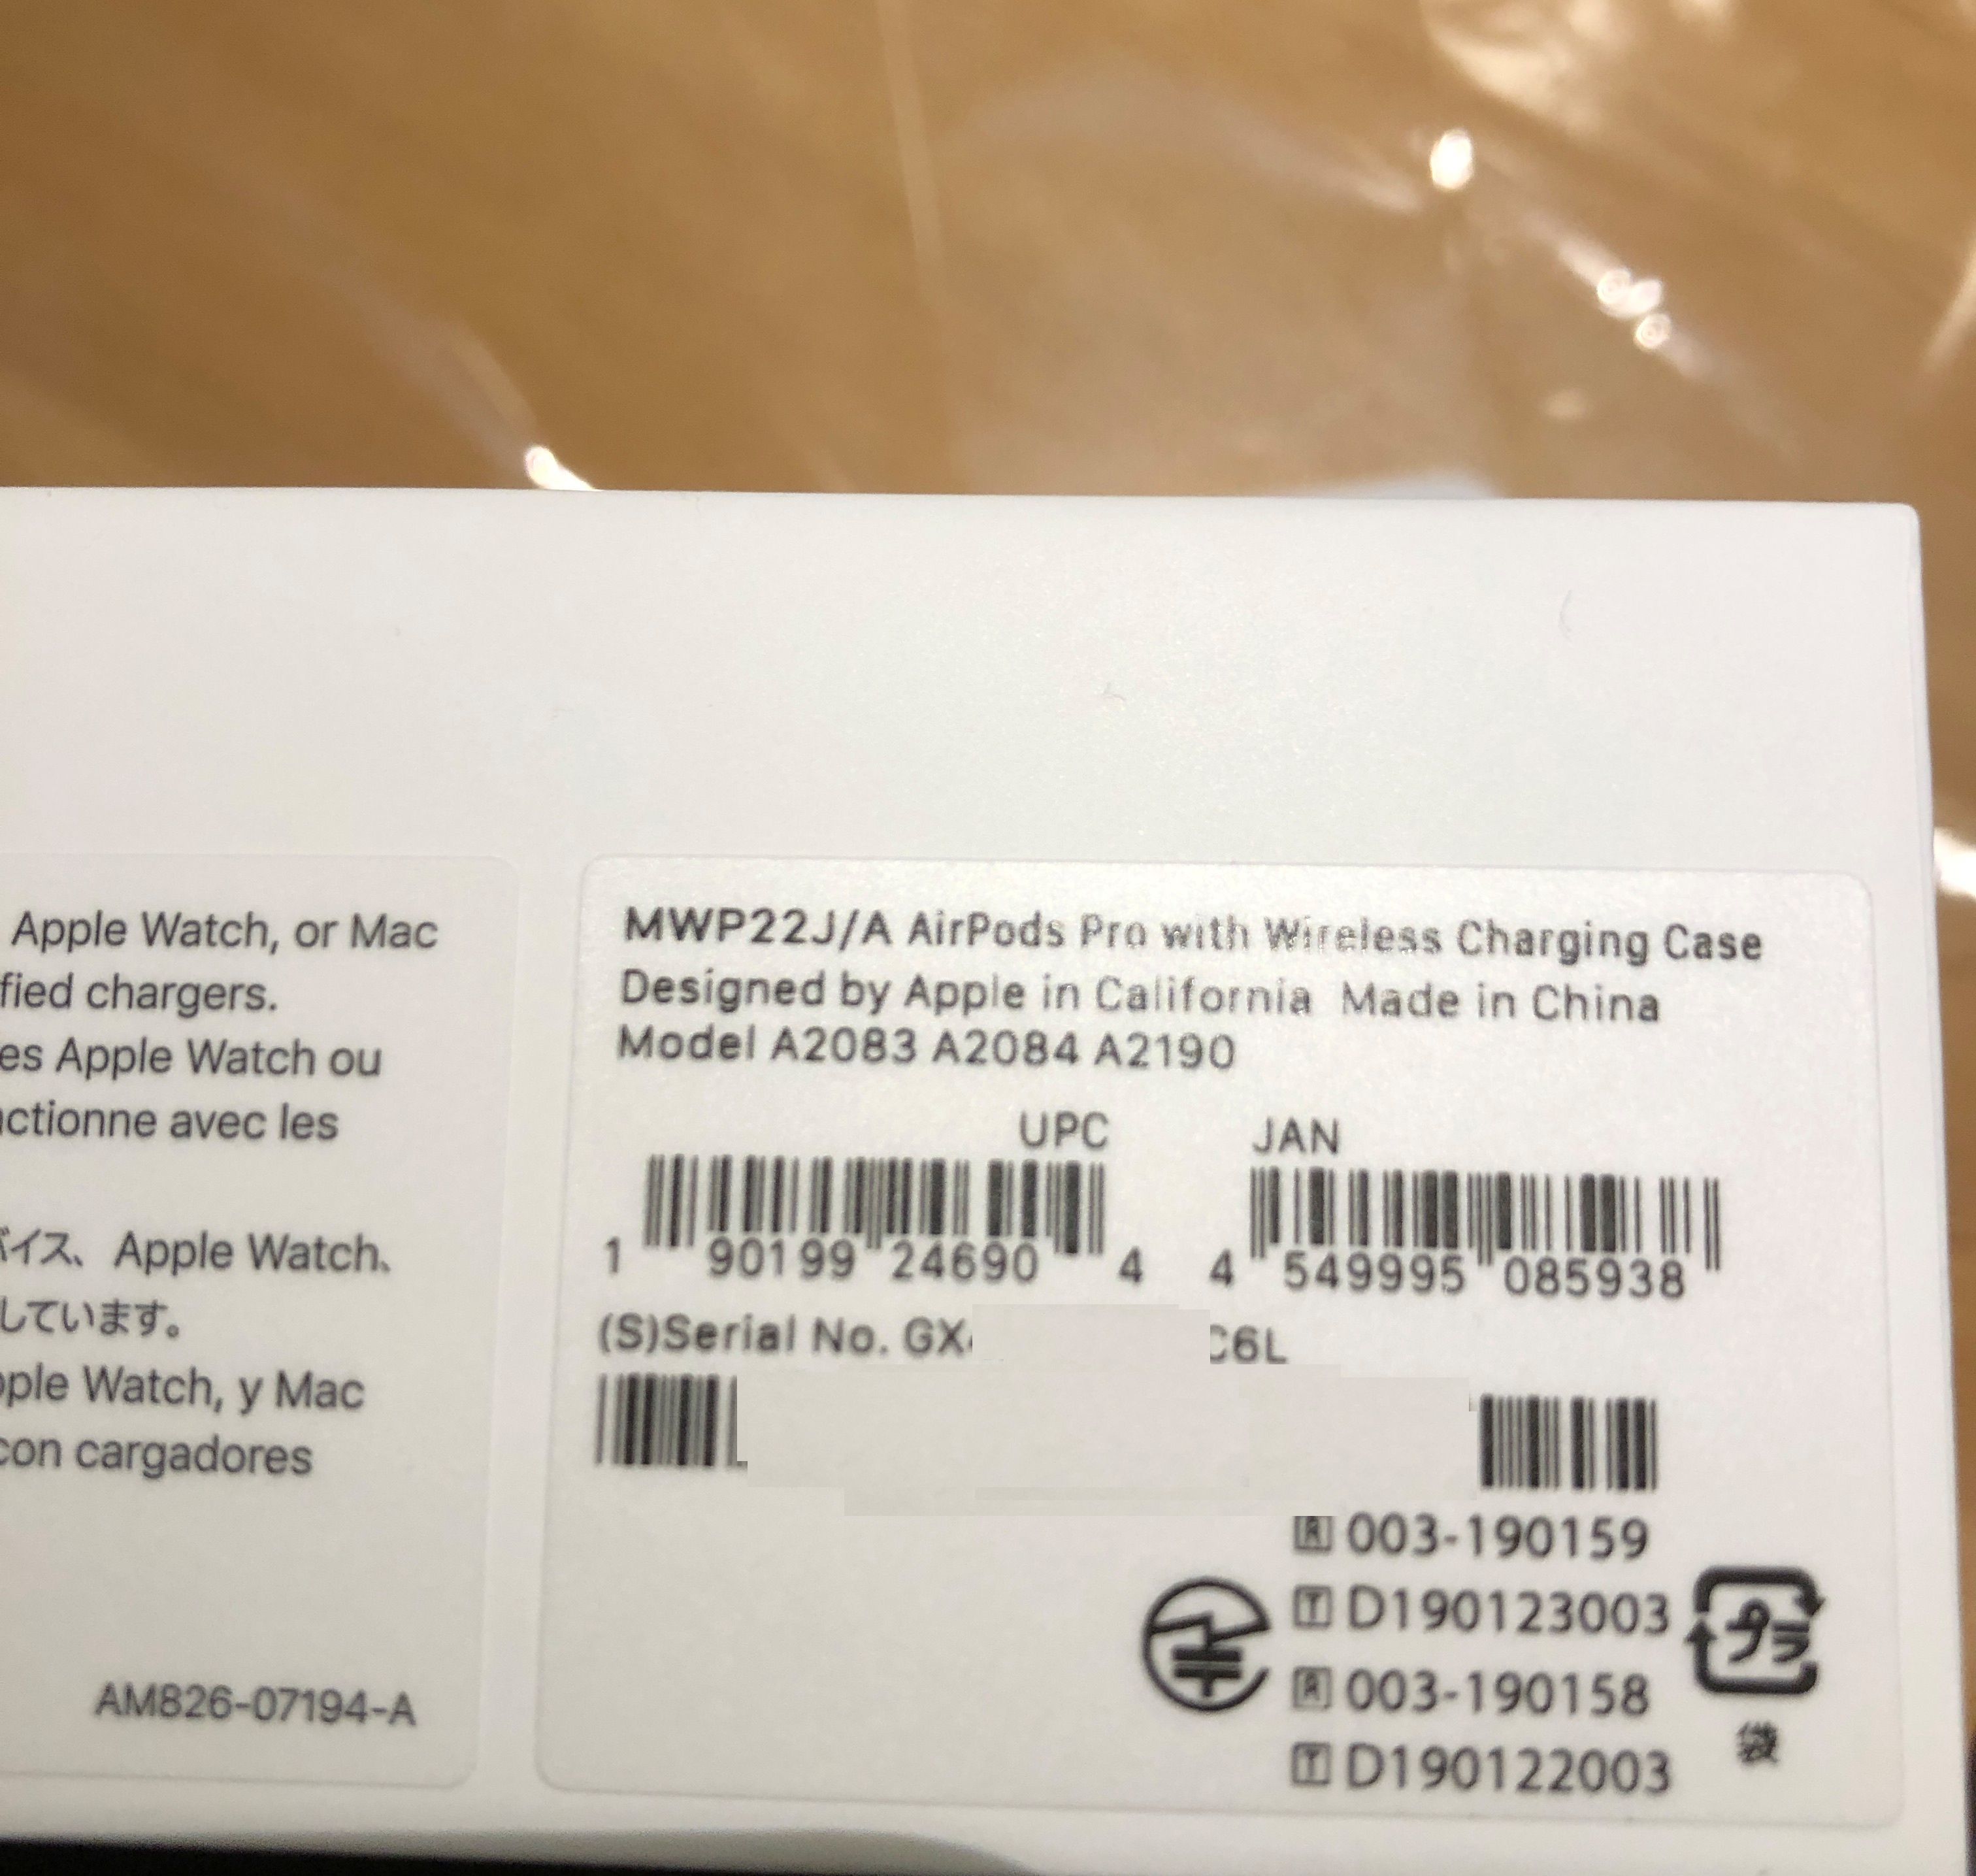 Apple Watch, or Mac
fied chargers.
es Apple Watch ou
ctionne avec les
バイス、Apple Watch、
しています。
pple Watch, y Mac
con cargadores
AM826-07194-A
MWP22J/A AirPods Pro with Wireless Charging Case
Designed by Apple in California Made in China
Model A2083 A2084 A2190
UPC JAN
1 90199 24690 4 4 549995 085938
(S)Serial No. GX C6L
R 003-190159
T D190123003
R 003-190158
T D190122003
プラ
袋